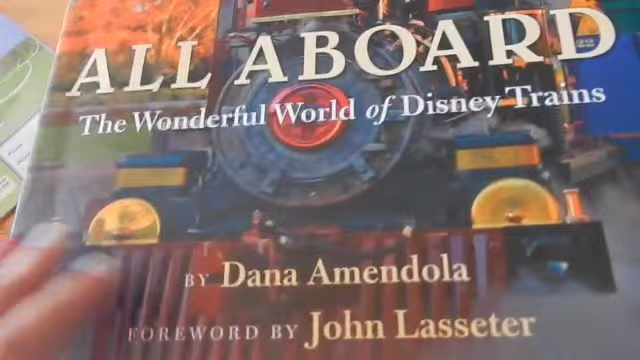 ALL ABOARD
The Wonderful World of Disney Trains
BY Dana Amendola
FOREWORD BY John Lasseter